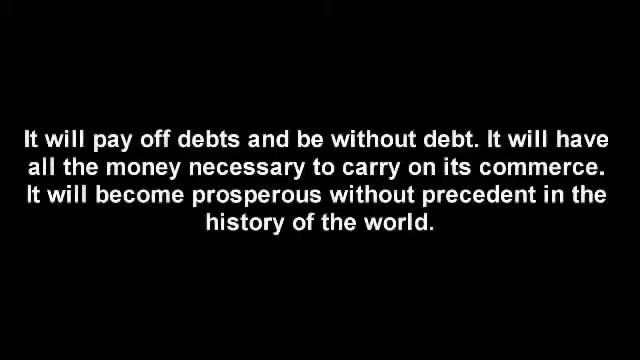 It will pay off debts and be without debt. It will have
all the money necessary to carry on its commerce.
It will become prosperous without precedent in the
history of the world.